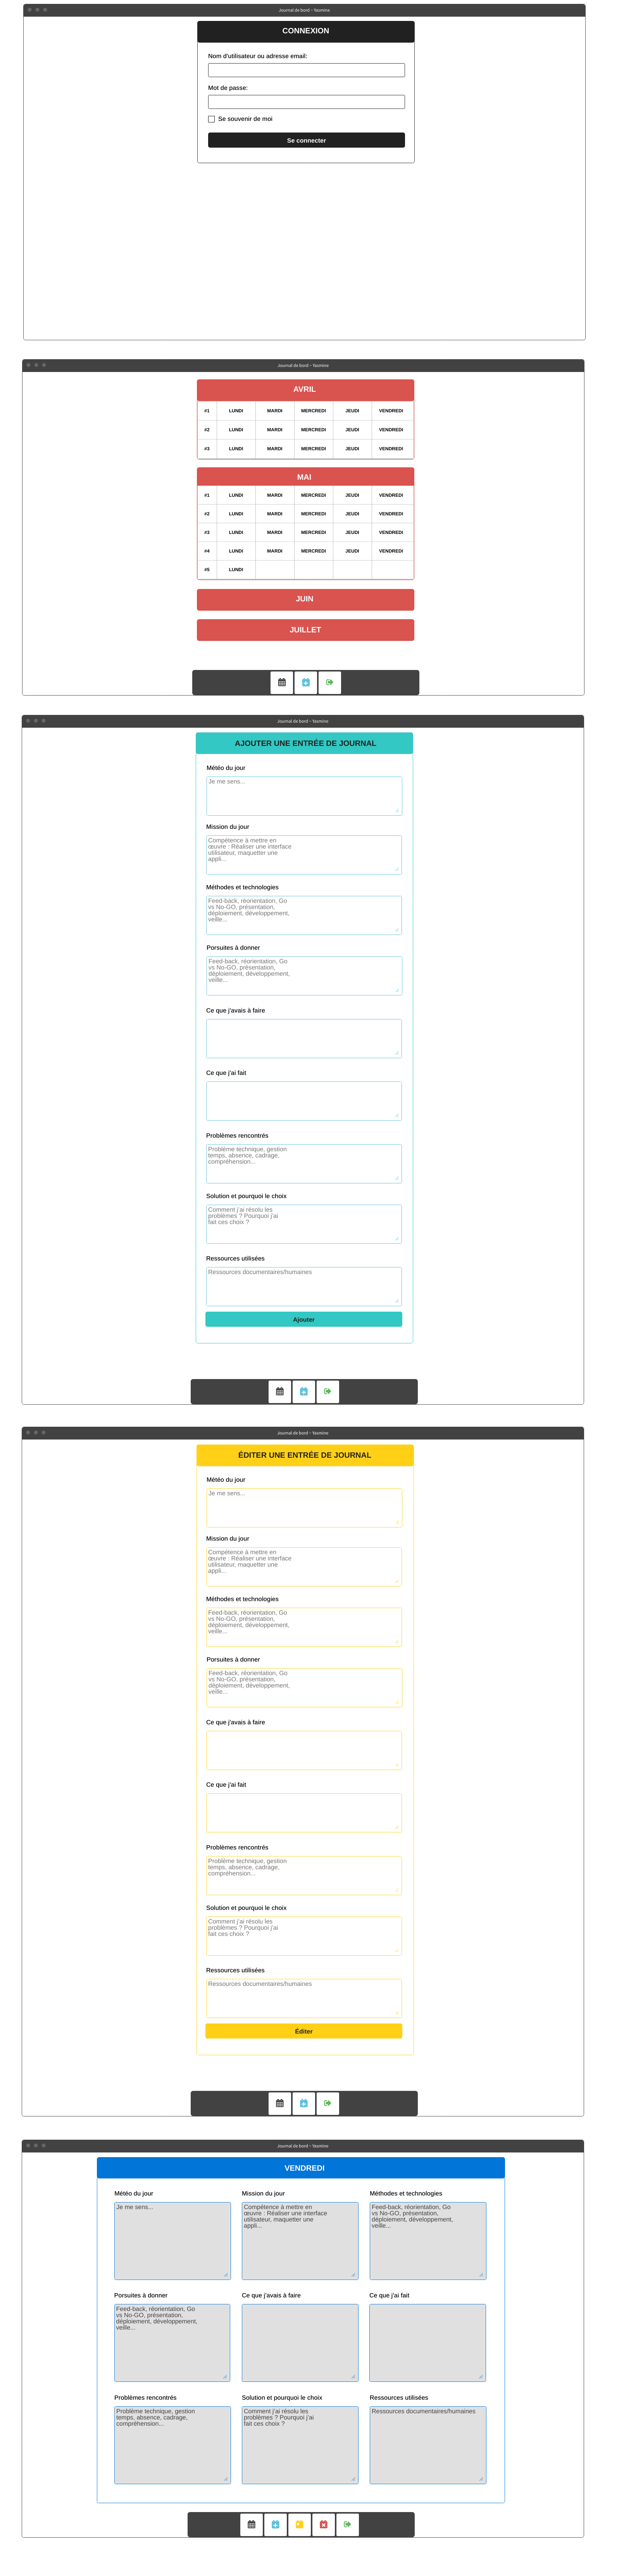 Journal de bord - Yasmine
CONNEXION
Nom d'utilisateur ou adresse email:
Mot de passe:
Se souvenir de moi
Se connecter
Journal de bord - Yasmine
AVRIL
#1 LUNDI MARDI MERCREDI JEUDI VENDREDI
#2 LUNDI MARDI MERCREDI JEUDI VENDREDI
#3 LUNDI MARDI MERCREDI JEUDI VENDREDI
MAI
#1 LUNDI MARDI MERCREDI JEUDI VENDREDI
#2 LUNDI MARDI MERCREDI JEUDI VENDREDI
#3 LUNDI MARDI MERCREDI JEUDI VENDREDI
#4 LUNDI MARDI MERCREDI JEUDI VENDREDI
#5 LUNDI
JUIN
JUILLET
Journal de bord - Yasmine
AJOUTER UNE ENTRÉE DE JOURNAL
Météo du jour
Je me sens...
Mission du jour
Compétence à mettre en
œuvre : Réaliser une interface
utilisateur, maquetter une
appli...
Méthodes et technologies
Feed-back, réorientation, Go
vs No-GO, présentation,
déploiement, développement,
veille...
Porsuites à donner
Feed-back, réorientation, Go
vs No-GO, présentation,
déploiement, développement,
veille...
Ce que j'avais à faire
Ce que j'ai fait
Problèmes rencontrés
Problème technique, gestion
temps, absence, cadrage,
compréhension...
Solution et pourquoi le choix
Comment j'ai résolu les
problèmes ? Pourquoi j'ai
fait ces choix ?
Ressources utilisées
Ressources documentaires/humaines
Ajouter
Journal de bord - Yasmine
ÉDITER UNE ENTRÉE DE JOURNAL
Météo du jour
Je me sens...
Mission du jour
Compétence à mettre en
œuvre : Réaliser une interface
utilisateur, maquetter une
appli...
Méthodes et technologies
Feed-back, réorientation, Go
vs No-GO, présentation,
déploiement, développement,
veille...
Porsuites à donner
Feed-back, réorientation, Go
vs No-GO, présentation,
déploiement, développement,
veille...
Ce que j'avais à faire
Ce que j'ai fait
Problèmes rencontrés
Problème technique, gestion
temps, absence, cadrage,
compréhension...
Solution et pourquoi le choix
Comment j'ai résolu les
problèmes ? Pourquoi j'ai
fait ces choix ?
Ressources utilisées
Ressources documentaires/humaines
Éditer
Journal de bord - Yasmine
VENDREDI
Météo du jour
Je me sens...
Mission du jour
Compétence à mettre en
œuvre : Réaliser une interface
utilisateur, maquetter une
appli...
Méthodes et technologies
Feed-back, réorientation, Go
vs No-GO, présentation,
déploiement, développement,
veille...
Porsuites à donner
Feed-back, réorientation, Go
vs No-GO, présentation,
déploiement, développement,
veille...
Ce que j'avais à faire
Ce que j'ai fait
Problèmes rencontrés
Problème technique, gestion
temps, absence, cadrage,
compréhension...
Solution et pourquoi le choix
Comment j'ai résolu les
problèmes ? Pourquoi j'ai
fait ces choix ?
Ressources utilisées
Ressources documentaires/humaines